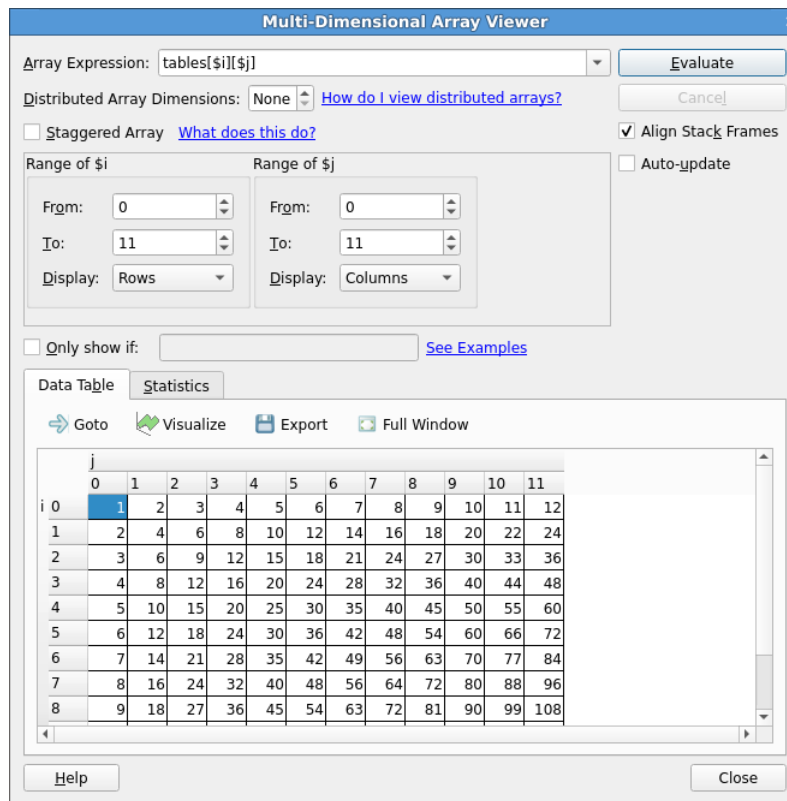 Multi-Dimensional Array Viewer
Array Expression: tables[$i][$j] Evaluate
Distributed Array Dimensions: None How do I view distributed arrays? Cancel
Staggered Array What does this do? Align Stack Frames
Range of $i Range of $j Auto-update
From: 0 From: 0
To: 11 To: 11
Display: Rows Display: Columns
Only show if: See Examples
Data Table Statistics
Goto Visualize Export Full Window
j
0 1 2 3 4 5 6 7 8 9 10 11
i 0 1 2 3 4 5 6 7 8 9 10 11 12
1 2 4 6 8 10 12 14 16 18 20 22 24
2 3 6 9 12 15 18 21 24 27 30 33 36
3 4 8 12 16 20 24 28 32 36 40 44 48
4 5 10 15 20 25 30 35 40 45 50 55 60
5 6 12 18 24 30 36 42 48 54 60 66 72
6 7 14 21 28 35 42 49 56 63 70 77 84
7 8 16 24 32 40 48 56 64 72 80 88 96
8 9 18 27 36 45 54 63 72 81 90 99 108
Help Close